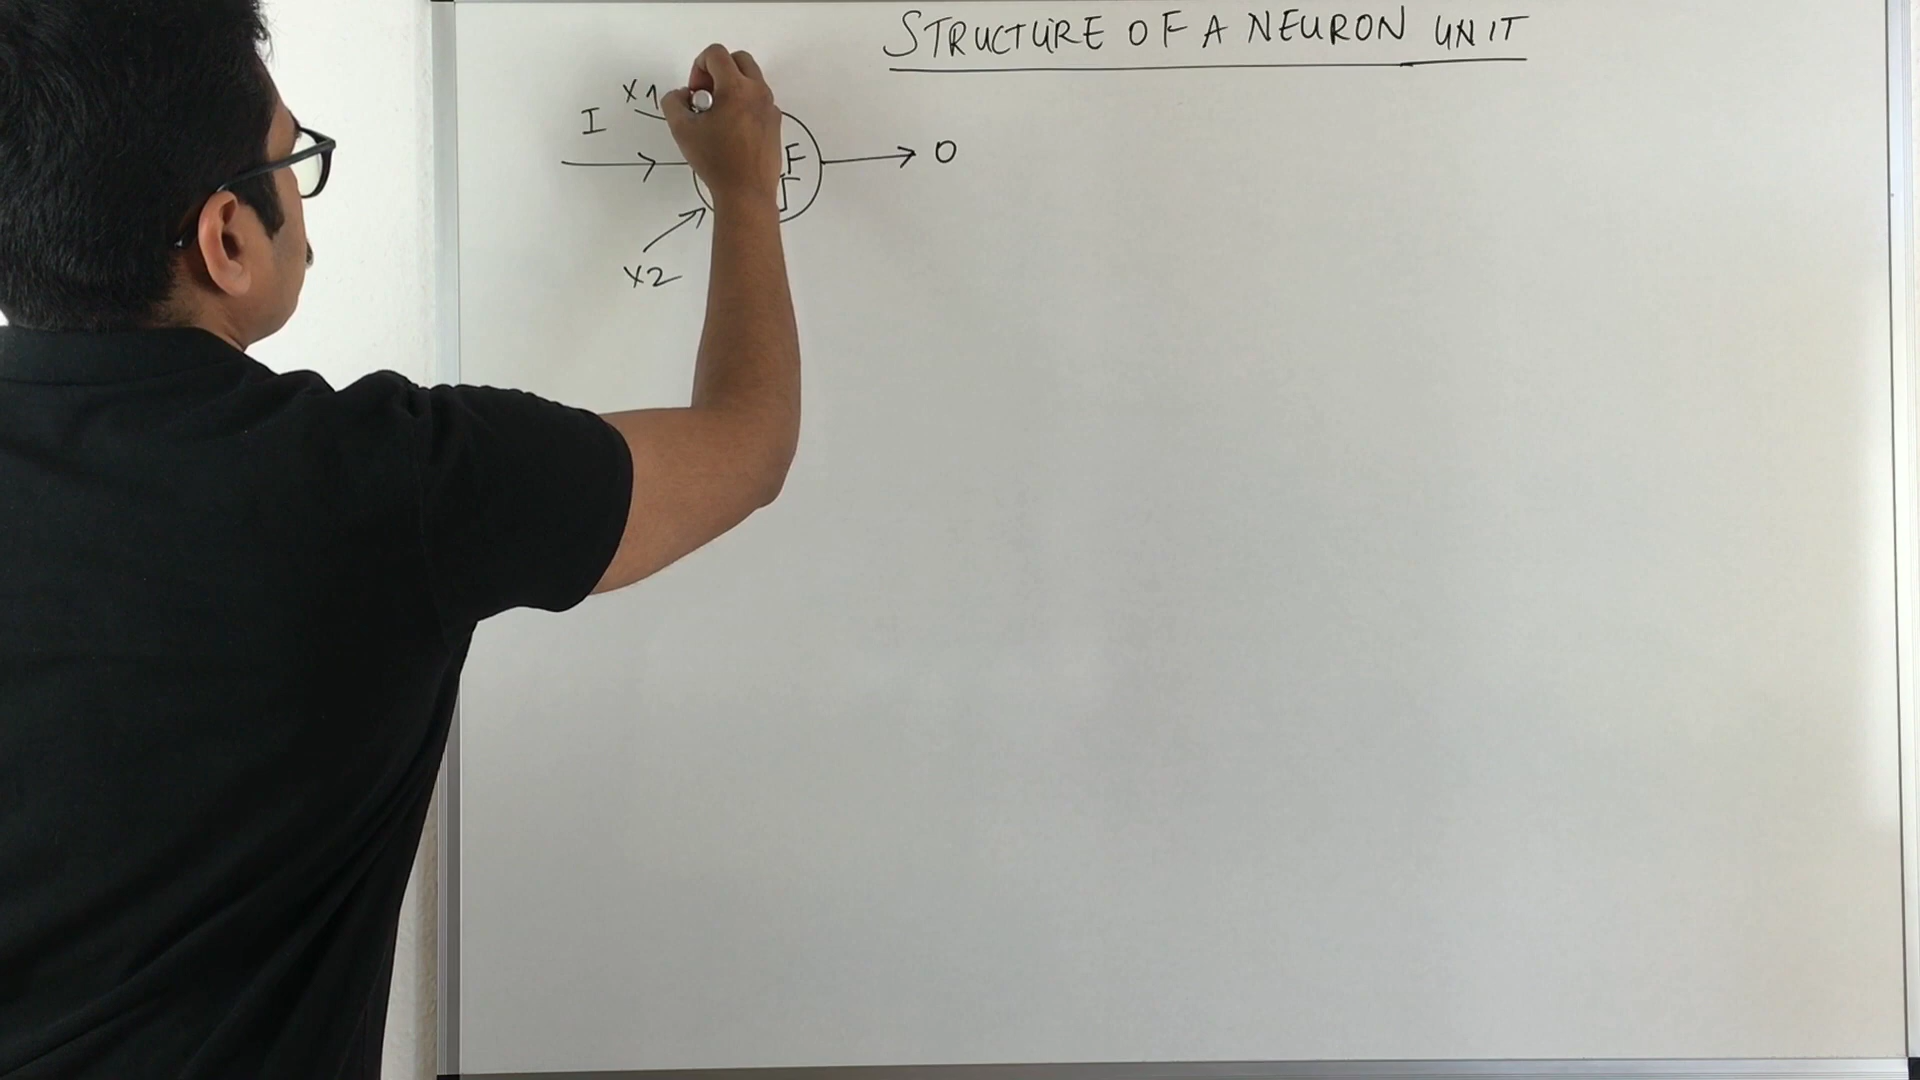 STRUCTURE OF A NEURON UNIT
X1
I
F
O
X2